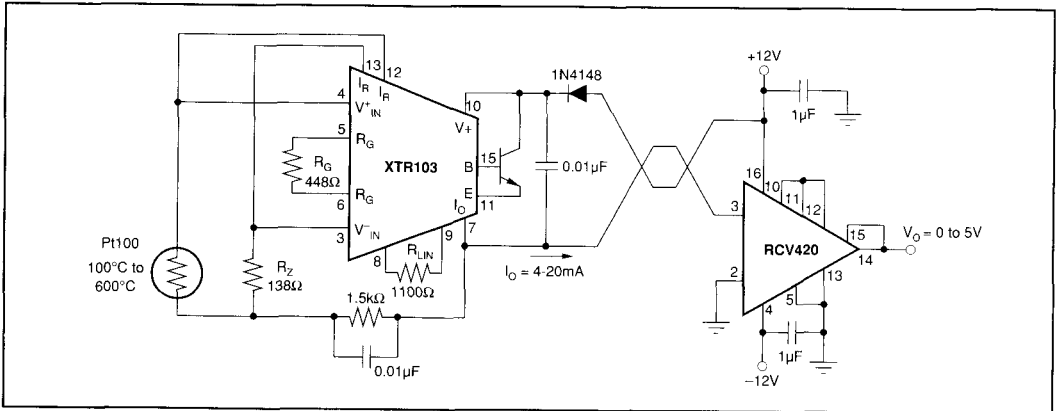 +12V
1N4148
13
12
I_R
I_R
4
V⁺_IN
10
V+
1μF
5
R_G
XTR103
B
15
0.01μF
16
10
11
12
R_G
448Ω
E
11
R_G
6
I_O
7
3
RCV420
15
14
V_O = 0 to 5V
V⁻_IN
3
9
Pt100
100°C to
600°C
R_Z
138Ω
8
R_LIN
1100Ω
I_O = 4-20mA
2
13
5
4
1.5kΩ
1μF
0.01μF
–12V